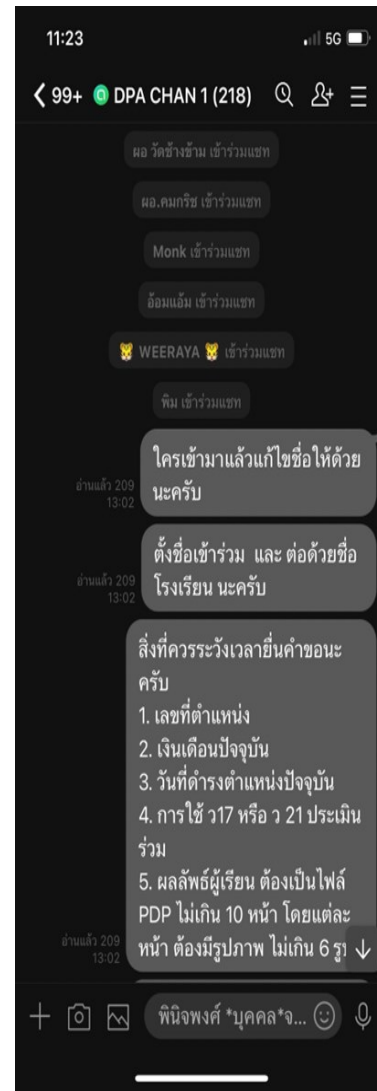 11:23
5G
99+ DPA CHAN 1 (218)
ผอ วัดช้างข้าม เข้าร่วมแชท
ผอ.คมกริช เข้าร่วมแชท
Monk เข้าร่วมแชท
อ้อมแอ้ม เข้าร่วมแชท
🐯 WEERAYA 🐯 เข้าร่วมแชท
พิม เข้าร่วมแชท
ใครเข้ามาแล้วแก้ไขชื่อให้ด้วย
นะครับ
อ่านแล้ว 209
13:02
ตั้งชื่อเข้าร่วม และ ต่อด้วยชื่อ
โรงเรียน นะครับ
อ่านแล้ว 209
13:02
สิ่งที่ควรระวังเวลายื่นคำขอนะ
ครับ
1. เลขที่ตำแหน่ง
2. เงินเดือนปัจจุบัน
3. วันที่ดำรงตำแหน่งปัจจุบัน
4. การใช้ ว17 หรือ ว 21 ประเมิน
ร่วม
5. ผลลัพธ์ผู้เรียน ต้องเป็นไฟล์
PDP ไม่เกิน 10 หน้า โดยแต่ละ
หน้า ต้องมีรูปภาพ ไม่เกิน 6
อ่านแล้ว 209
13:02
พินิจพงศ์ *บุคคล*จ...